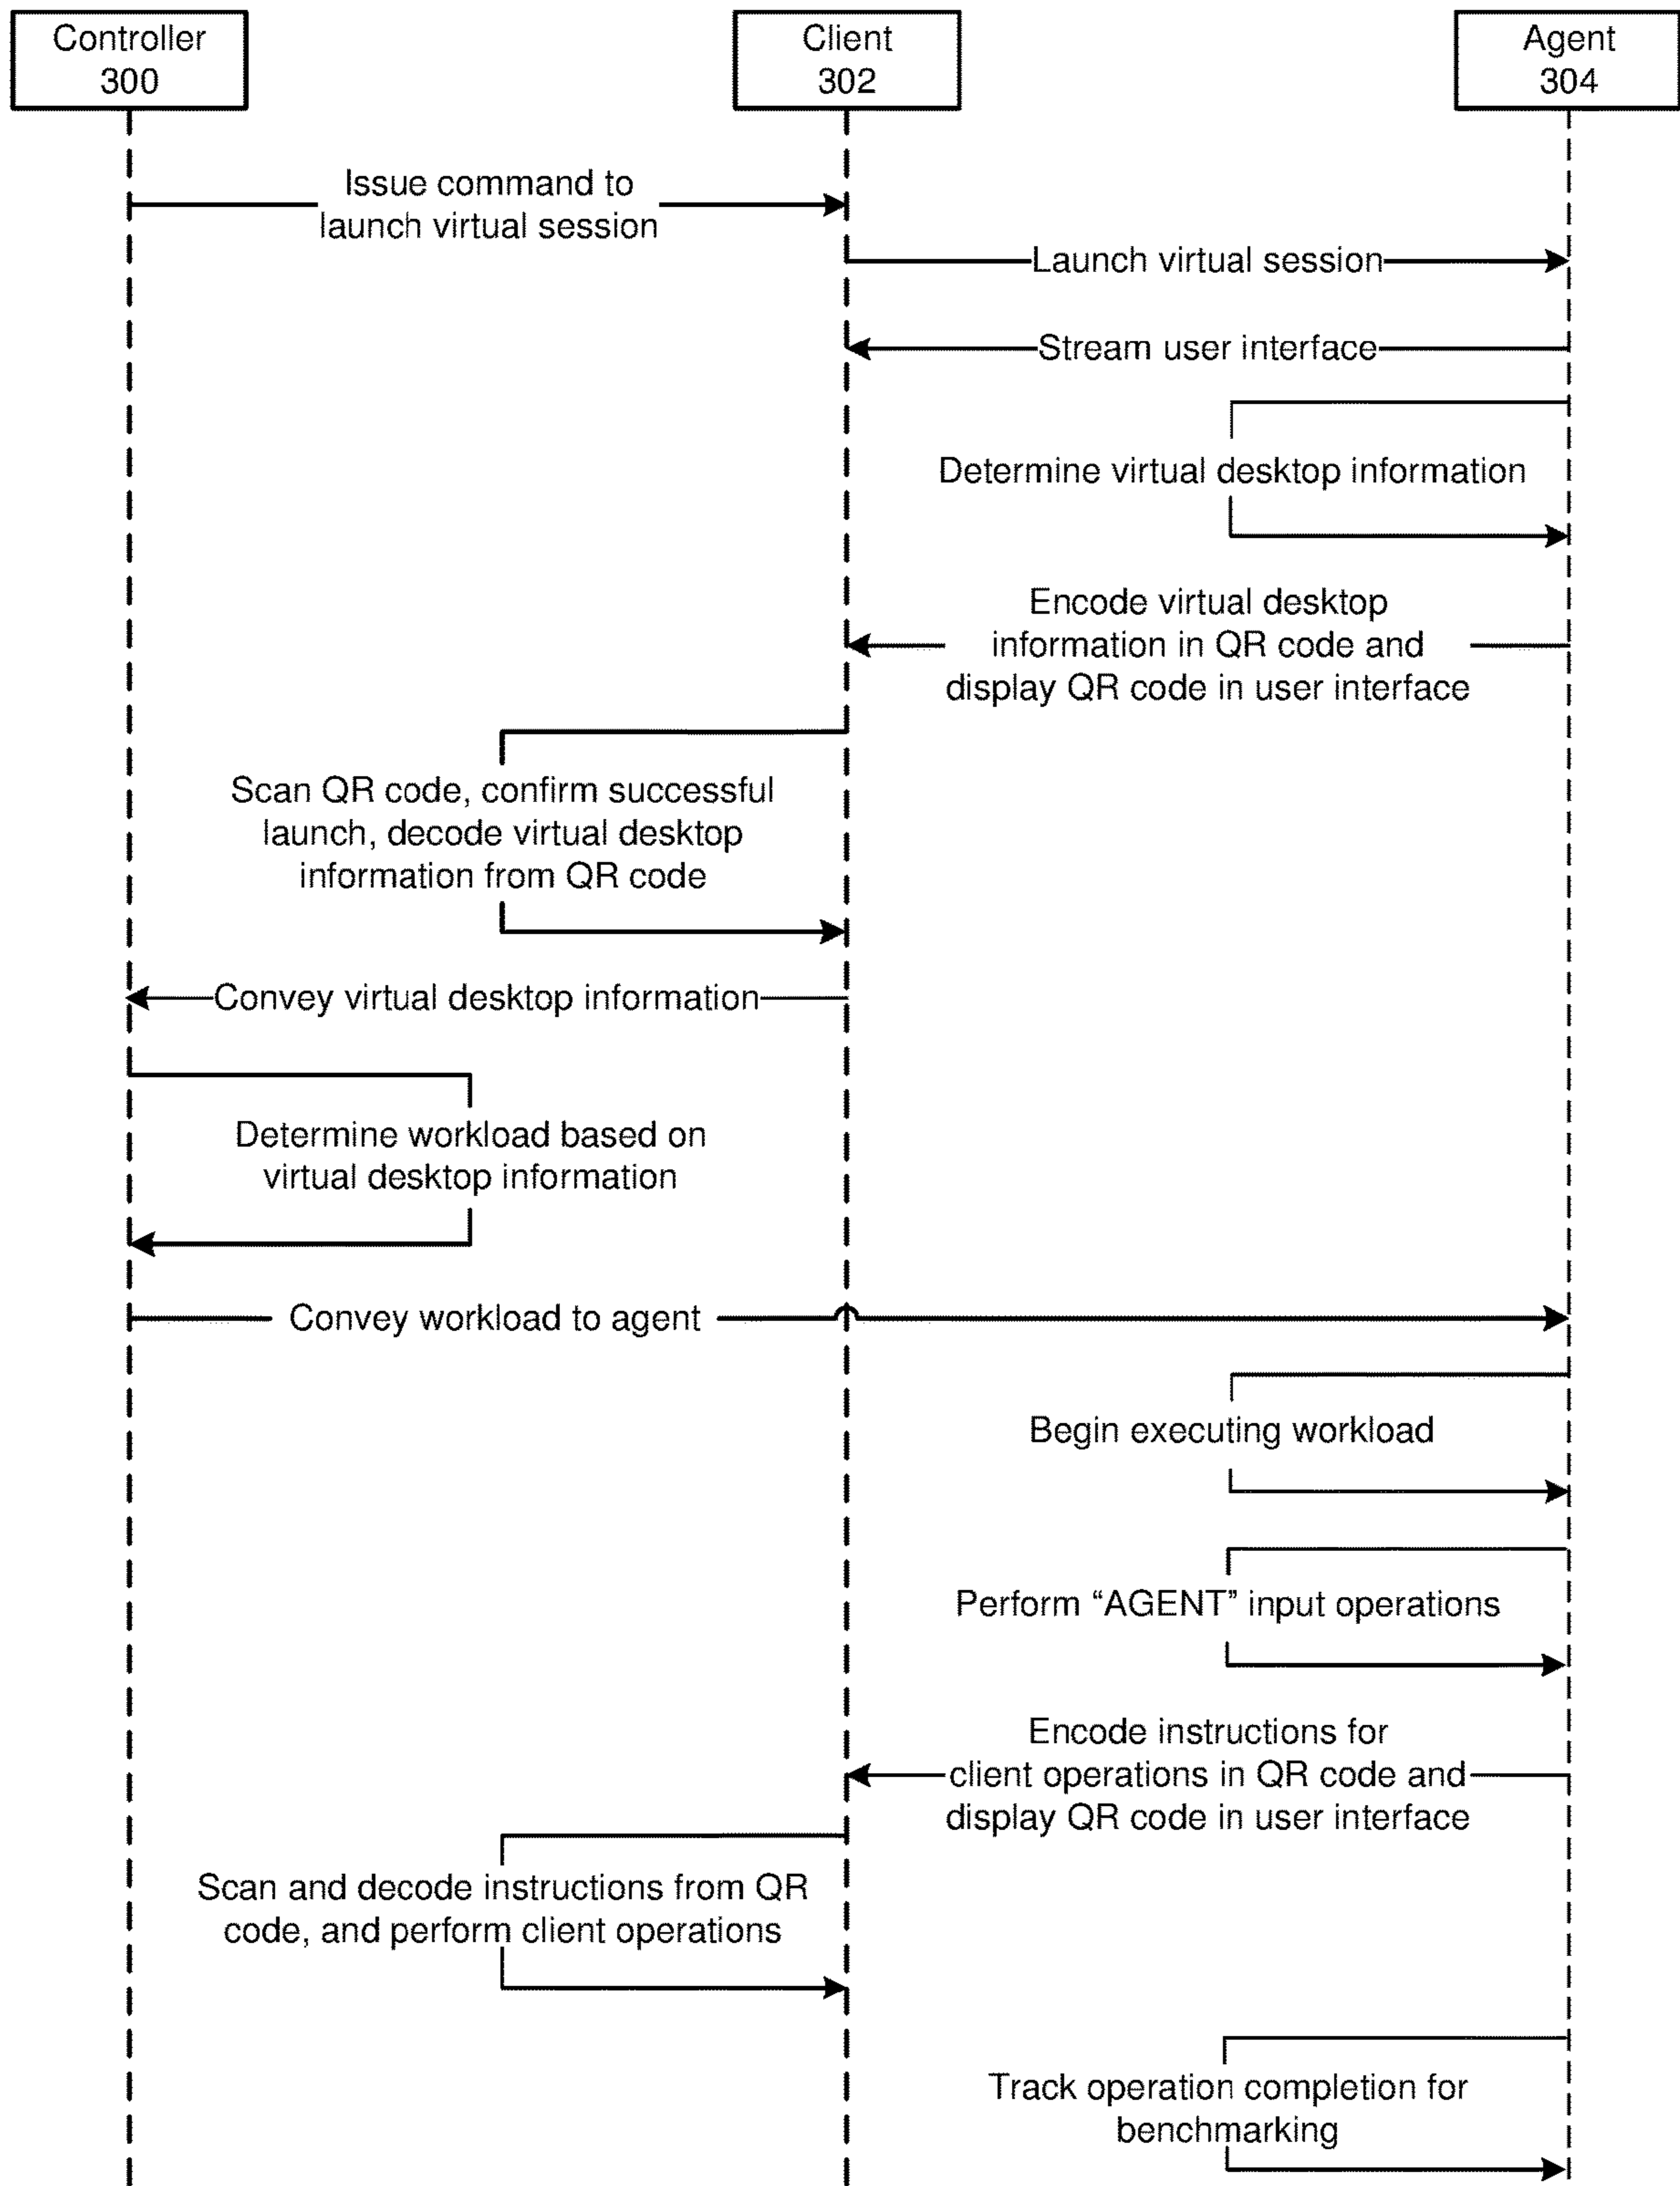 Controller
300
Client
302
Agent
304
Issue command to
launch virtual session
Launch virtual session
Stream user interface
Determine virtual desktop information
Encode virtual desktop
information in QR code and
display QR code in user interface
Scan QR code, confirm successful
launch, decode virtual desktop
information from QR code
Convey virtual desktop information
Determine workload based on
virtual desktop information
Convey workload to agent
Begin executing workload
Perform “AGENT” input operations
Encode instructions for
client operations in QR code and
display QR code in user interface
Scan and decode instructions from QR
code, and perform client operations
Track operation completion for
benchmarking